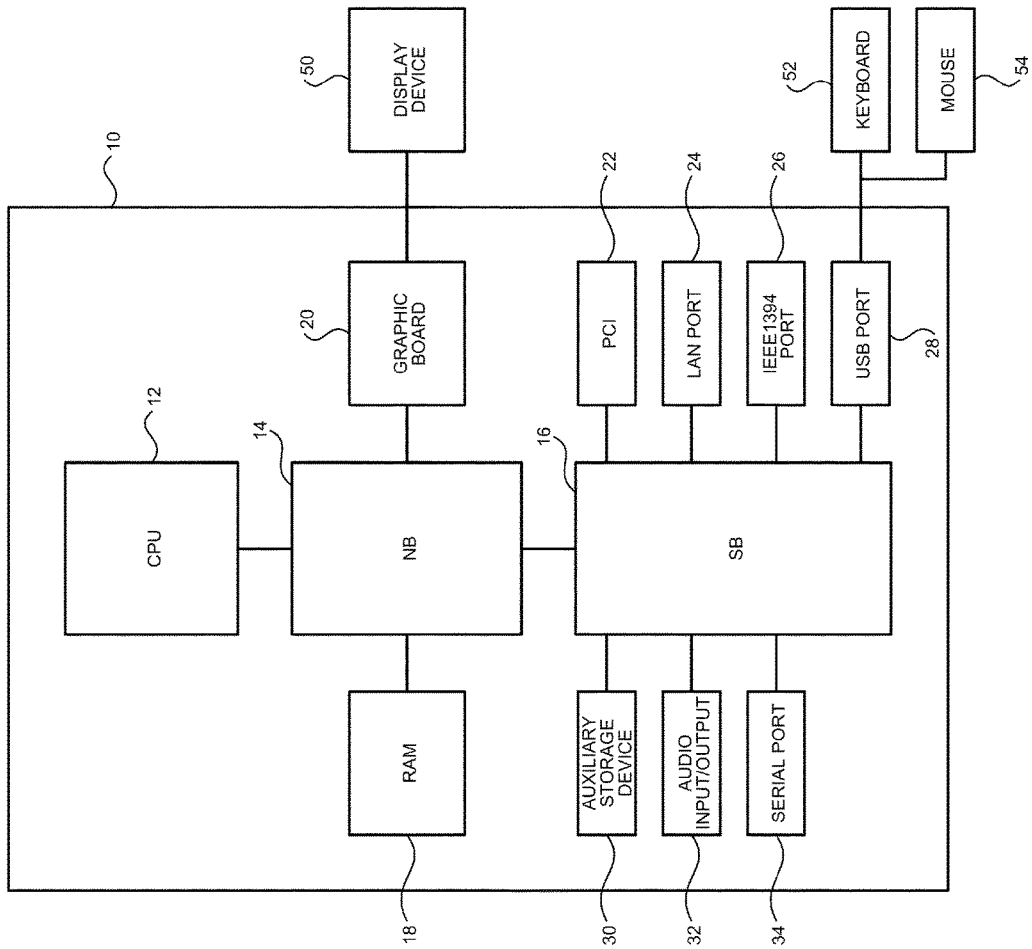 10
CPU
12
14
NB
RAM
18
20
GRAPHIC
BOARD
50
DISPLAY
DEVICE
16
SB
AUXILIARY
STORAGE
DEVICE
30
AUDIO
INPUT/OUTPUT
32
SERIAL PORT
34
PCI
22
LAN PORT
24
IEEE1394
PORT
26
USB PORT
28
KEYBOARD
52
MOUSE
54